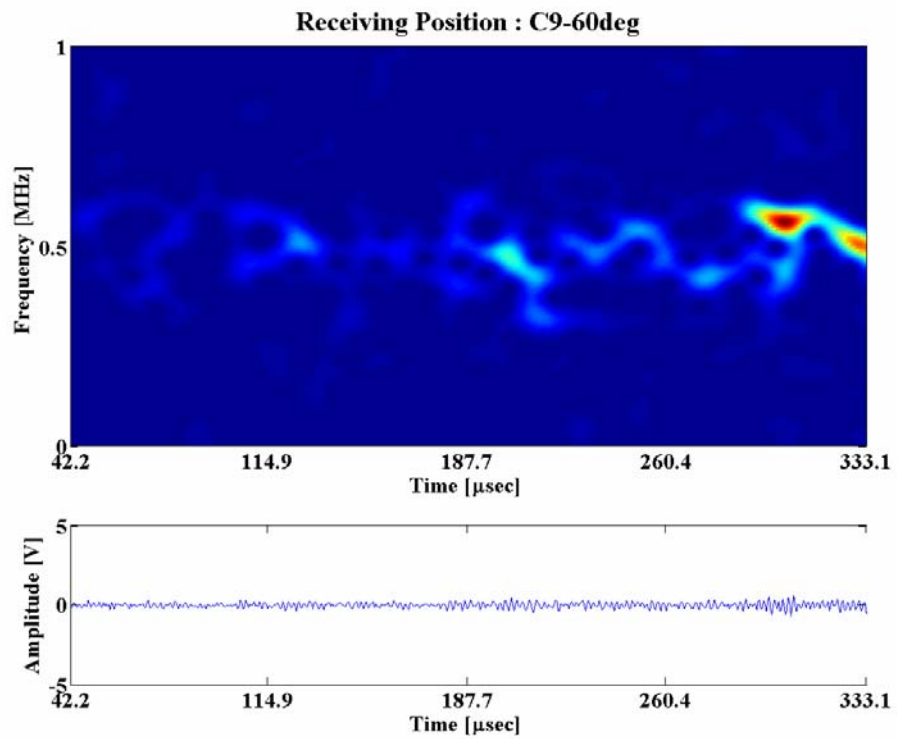 Receiving Position : C9-60deg
1
0.5
0
Frequency [MHz]
42.2 114.9 187.7 260.4 333.1
Time [μsec]
5
0
-5
Amplitude [V]
42.2 114.9 187.7 260.4 333.1
Time [μsec]